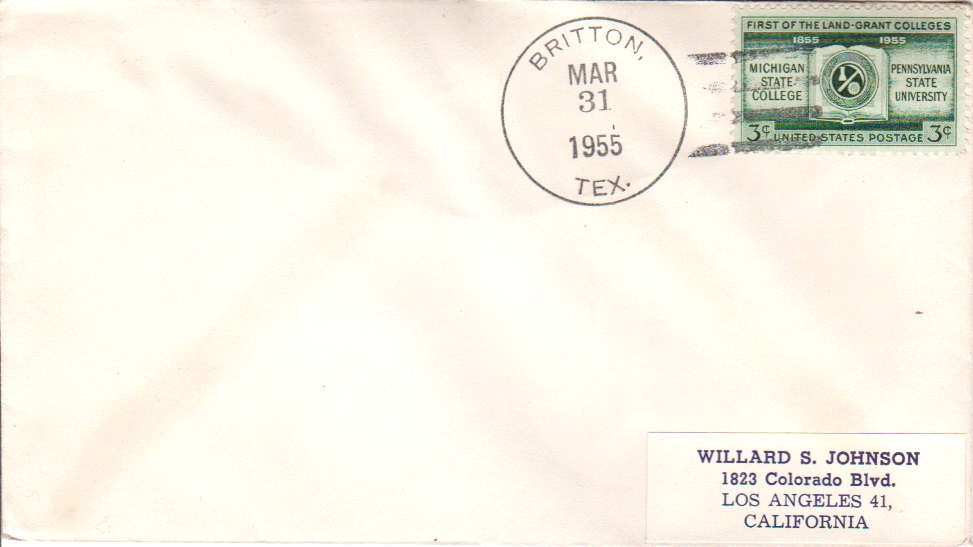 BRITTON,
MAR
31
1955
TEX.
FIRST OF THE LAND-GRANT COLLEGES
1855 1955
MICHIGAN STATE COLLEGE
PENNSYLVANIA STATE UNIVERSITY
3¢ UNITED STATES POSTAGE 3¢
WILLARD S. JOHNSON
1823 Colorado Blvd.
LOS ANGELES 41,
CALIFORNIA